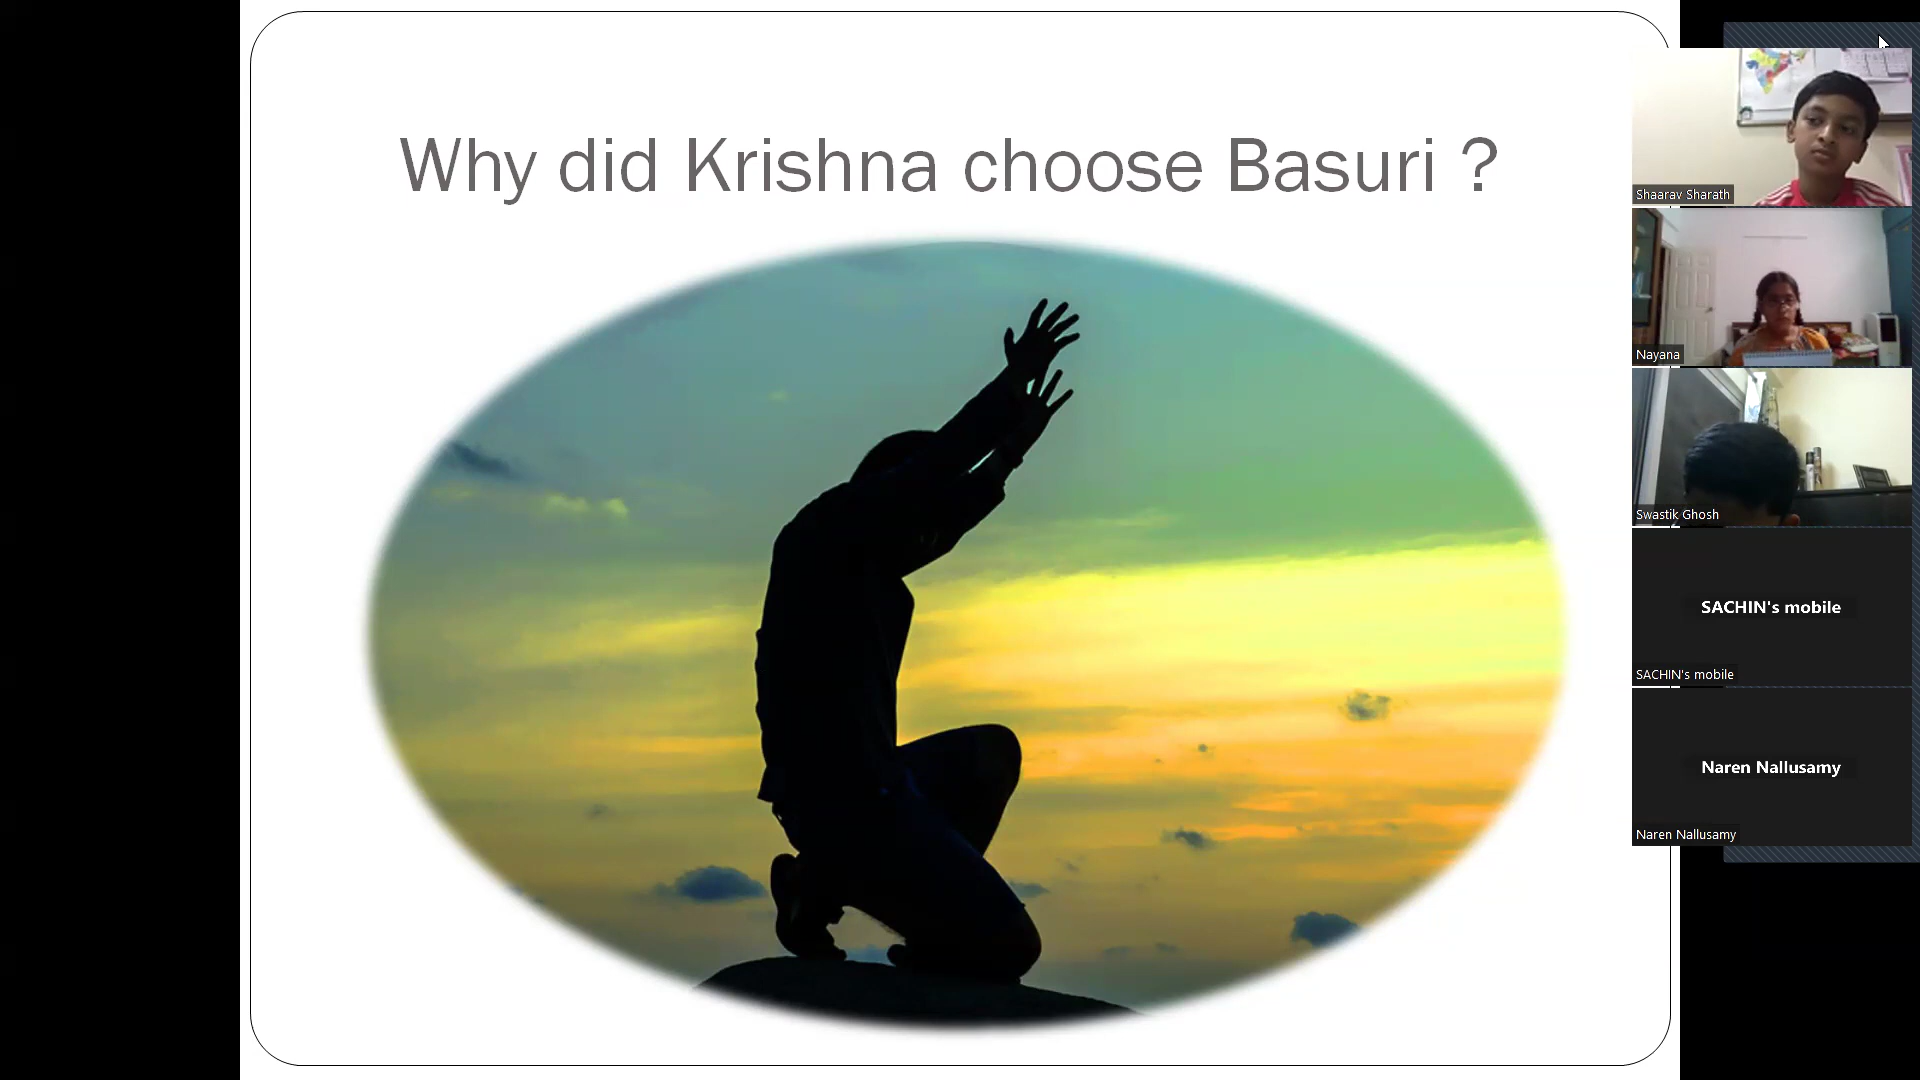 Why did Krishna choose Basuri ?
Shaarav Sharath
Nayana
Swastik Ghosh
SACHIN's mobile
SACHIN's mobile
Naren Nallusamy
Naren Nallusamy